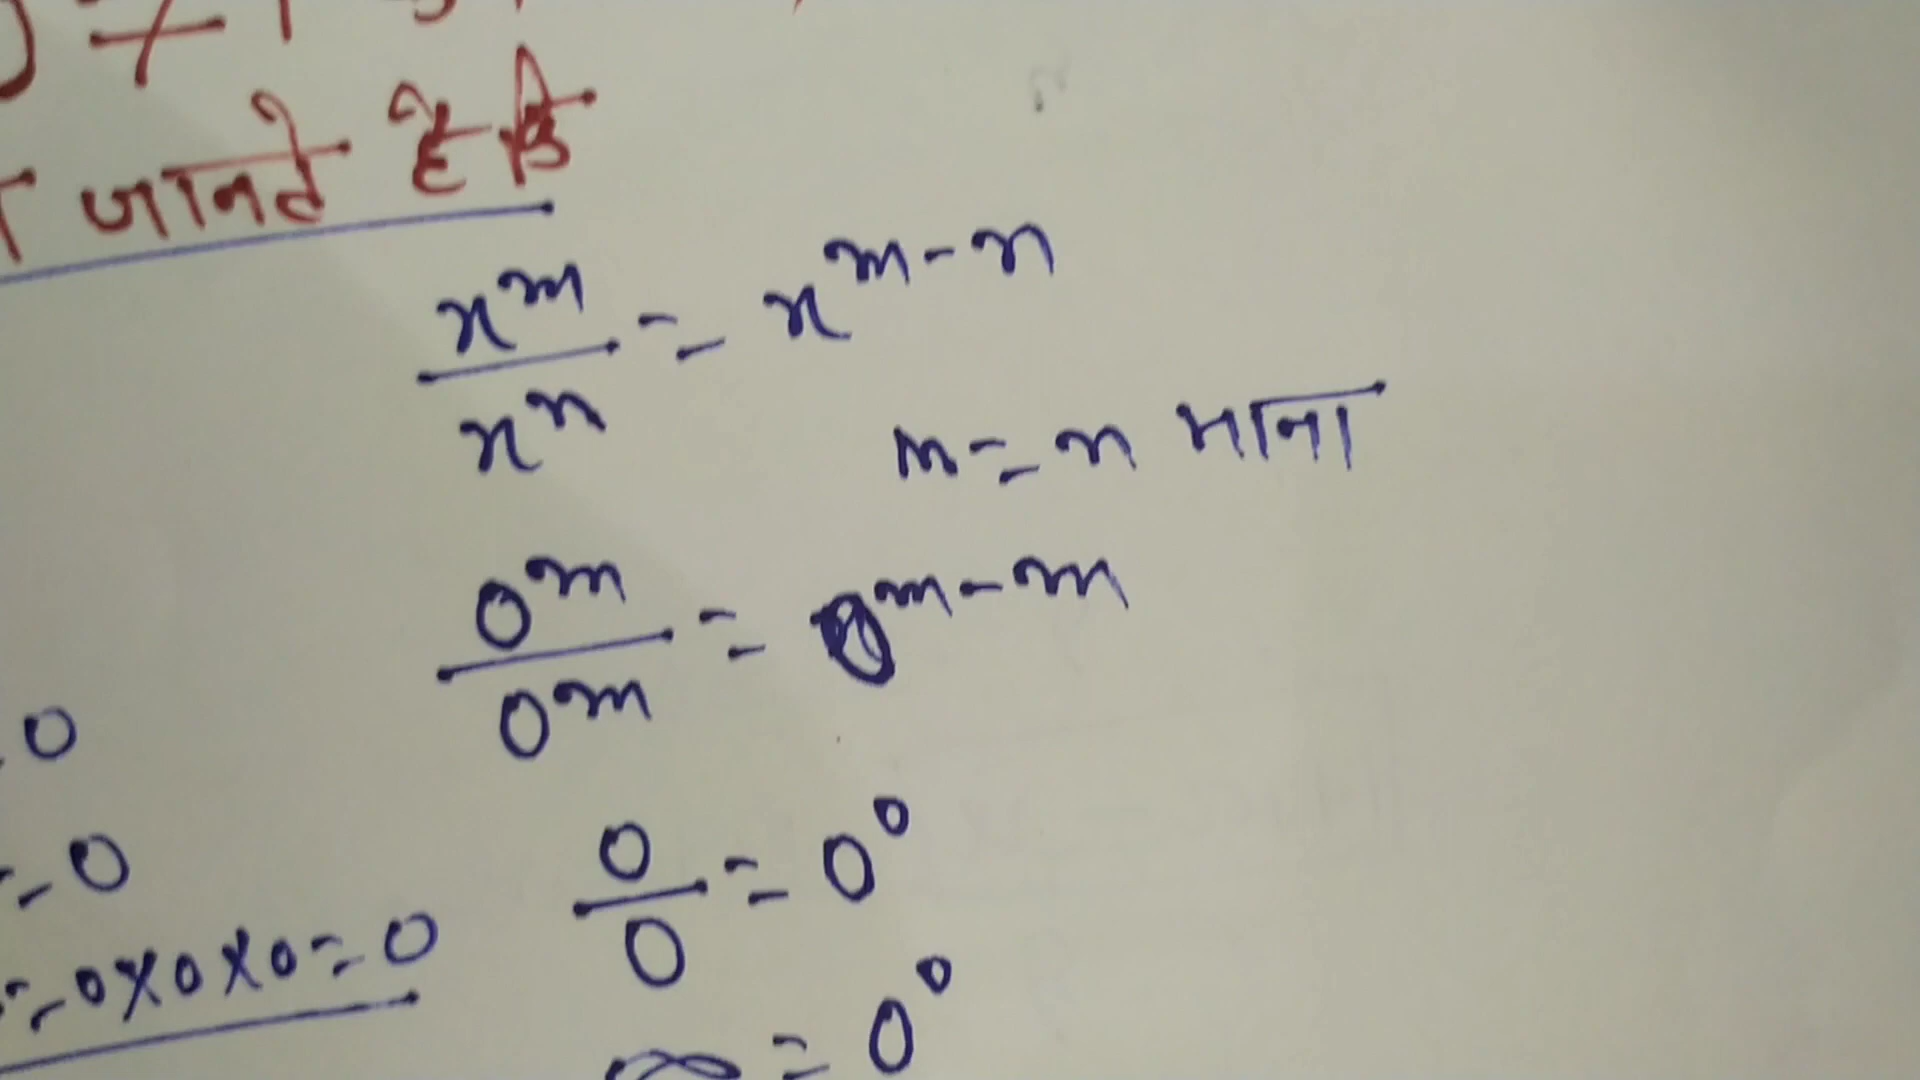 जानते है कि
x^m / x^n = x^{m-n}
m = n माना
0^m / 0^m = 0^{m-m}
0
= 0
0 / 0 = 0^0
= 0×0×0 = 0
∞ = 0^0